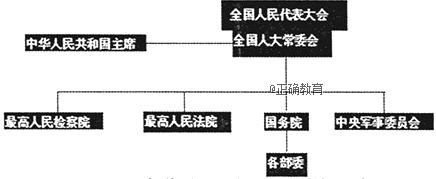 全国人民代表大会
中华人民共和国主席
全国人大常委会
@正确教育
最高人民检察院
最高人民法院
国务院
中央军事委员会
各部委